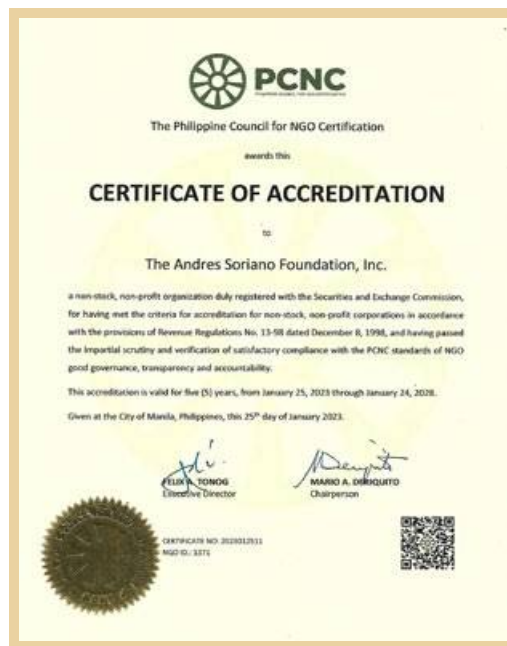 PCNC
The Philippine Council for NGO Certification
awards this
CERTIFICATE OF ACCREDITATION
to
The Andres Soriano Foundation, Inc.
a non-stock, non-profit organization duly registered with the Securities and Exchange Commission,
for having met the criteria for accreditation for non-stock, non-profit corporations in accordance
with the provisions of Revenue Regulations No. 13-98 dated December 8, 1998, and having passed
the impartial scrutiny and verification of satisfactory compliance with the PCNC standards of NGO
good governance, transparency and accountability.
This accreditation is valid for five (5) years, from January 25, 2023 through January 24, 2028.
Given at the City of Manila, Philippines, this 25th day of January 2023.
FELIX A. TONOG
Executive Director
MARIO A. DERIQUITO
Chairperson
CERTIFICATE NO:
NGO ID.: